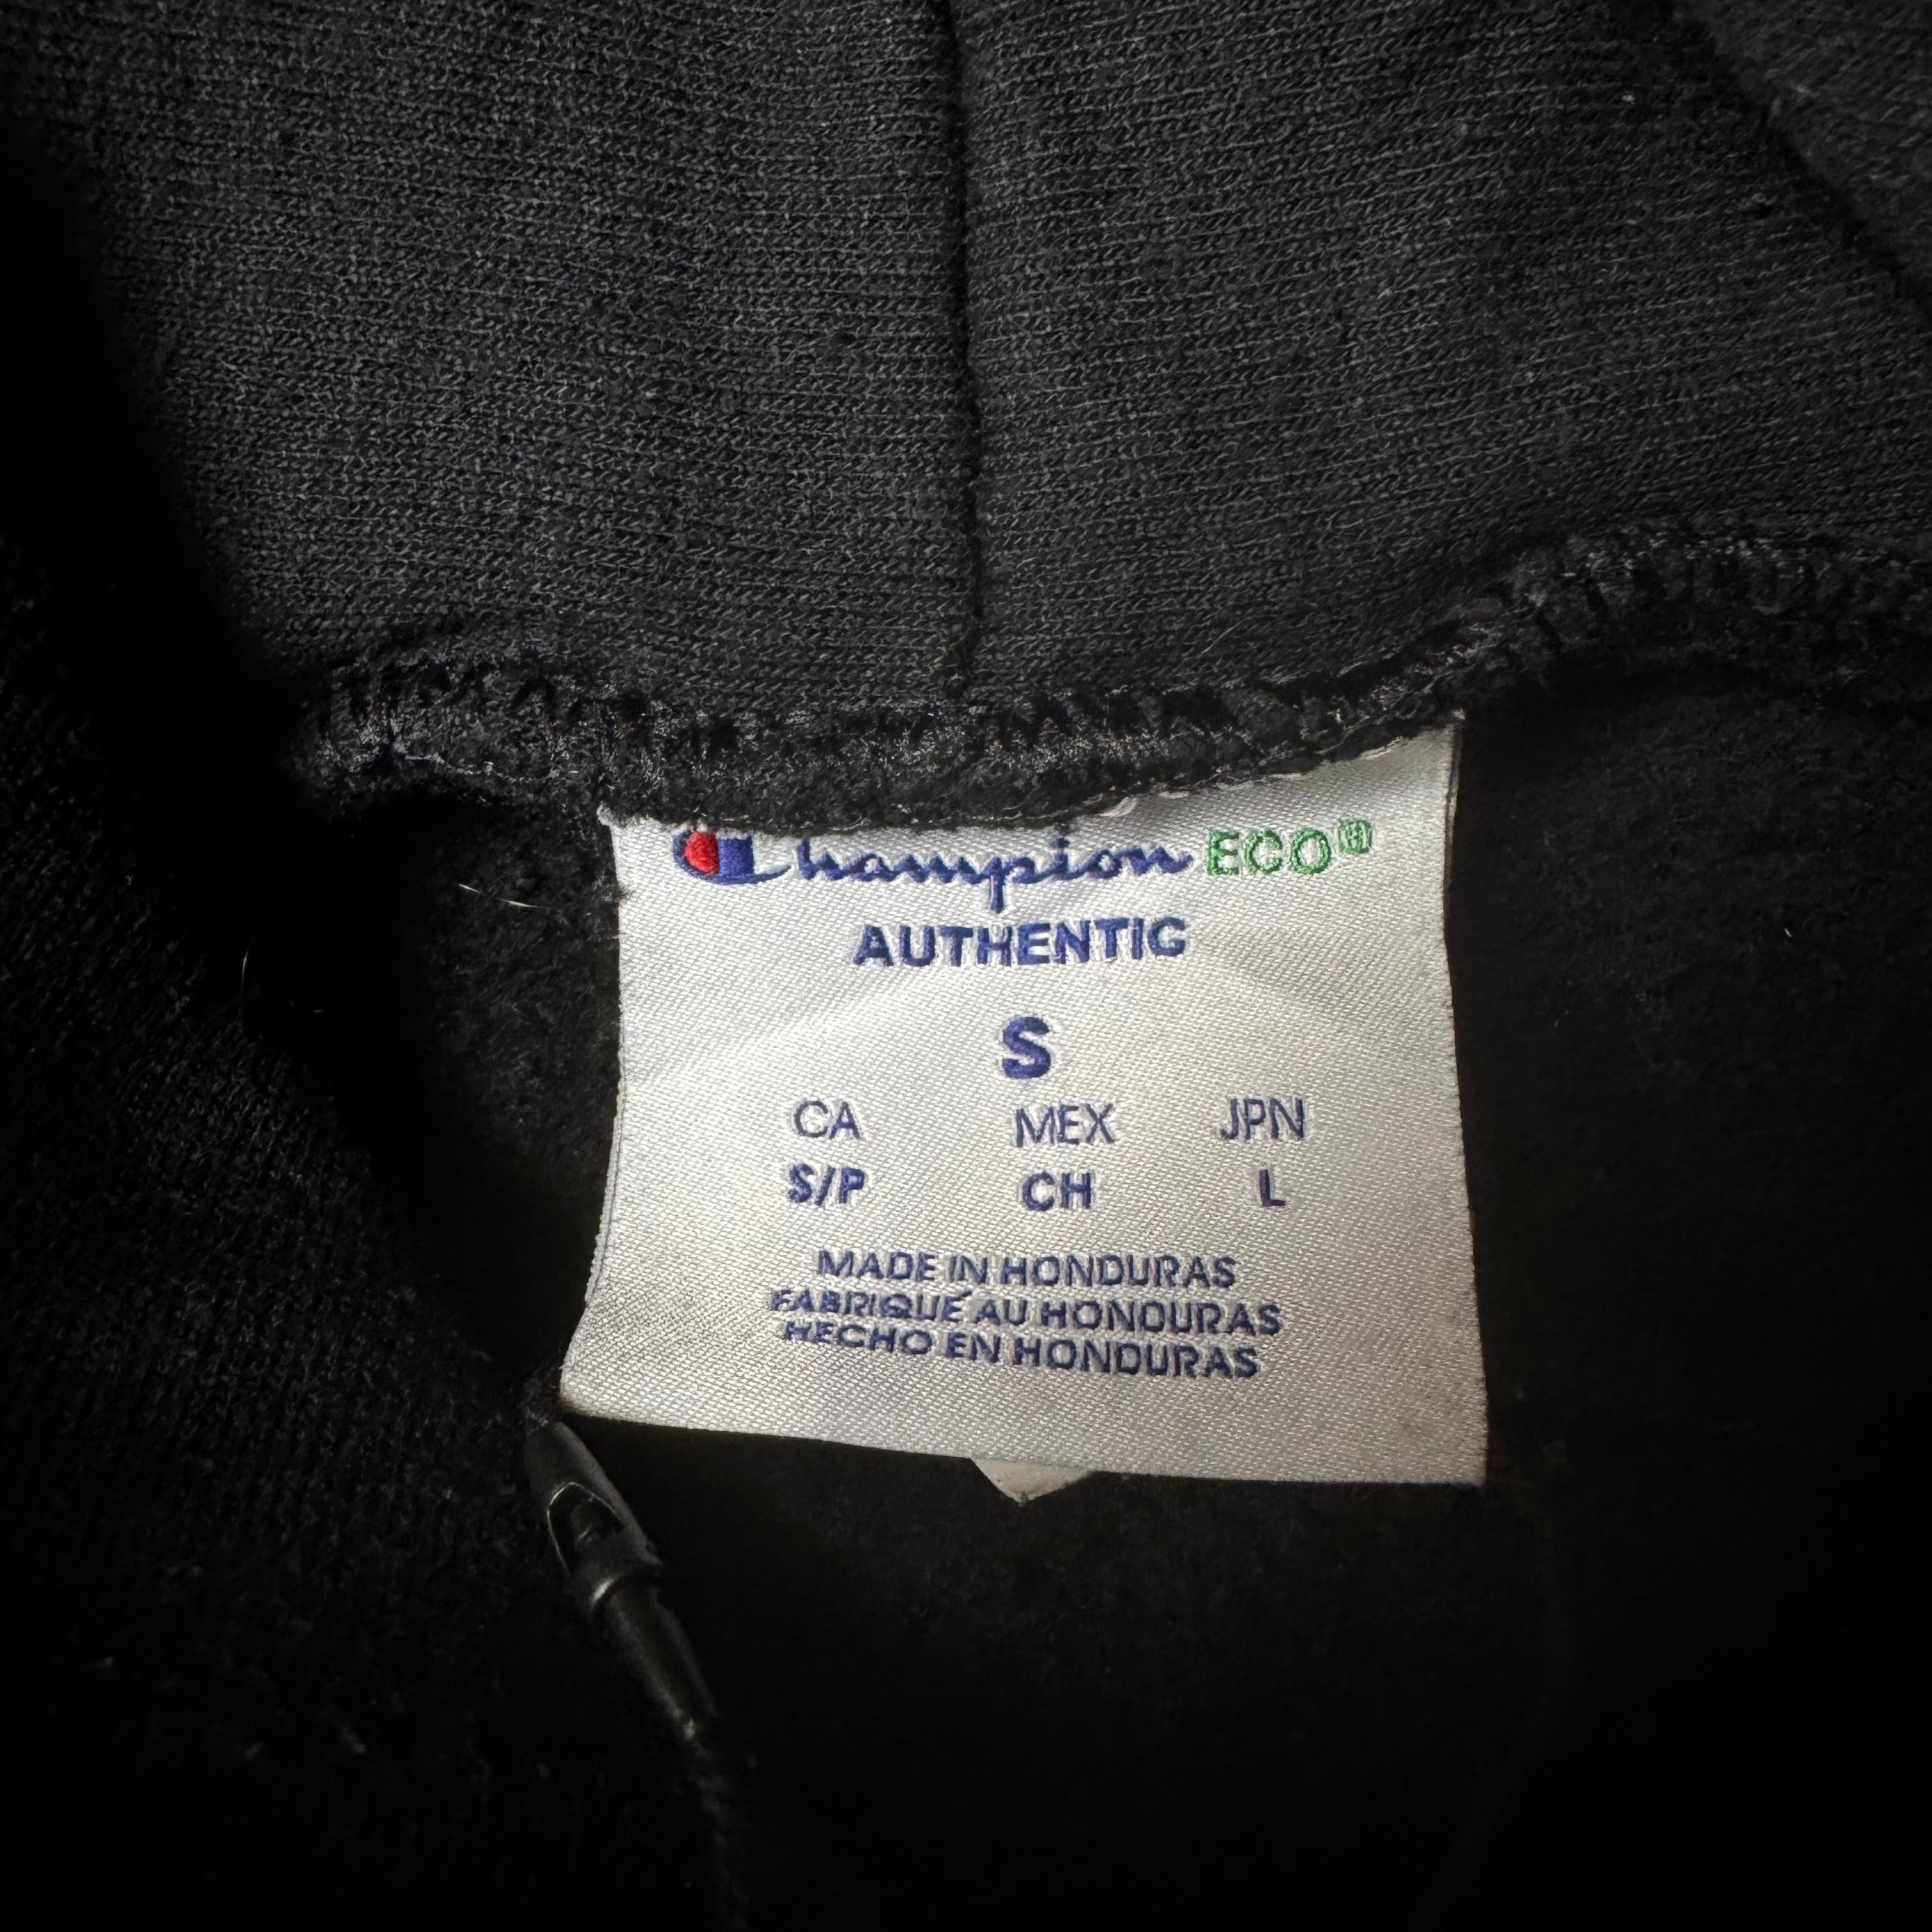 Champion ECO®
AUTHENTIC
S
CA MEX JPN
S/P CH L
MADE IN HONDURAS
FABRIQUÉ AU HONDURAS
HECHO EN HONDURAS